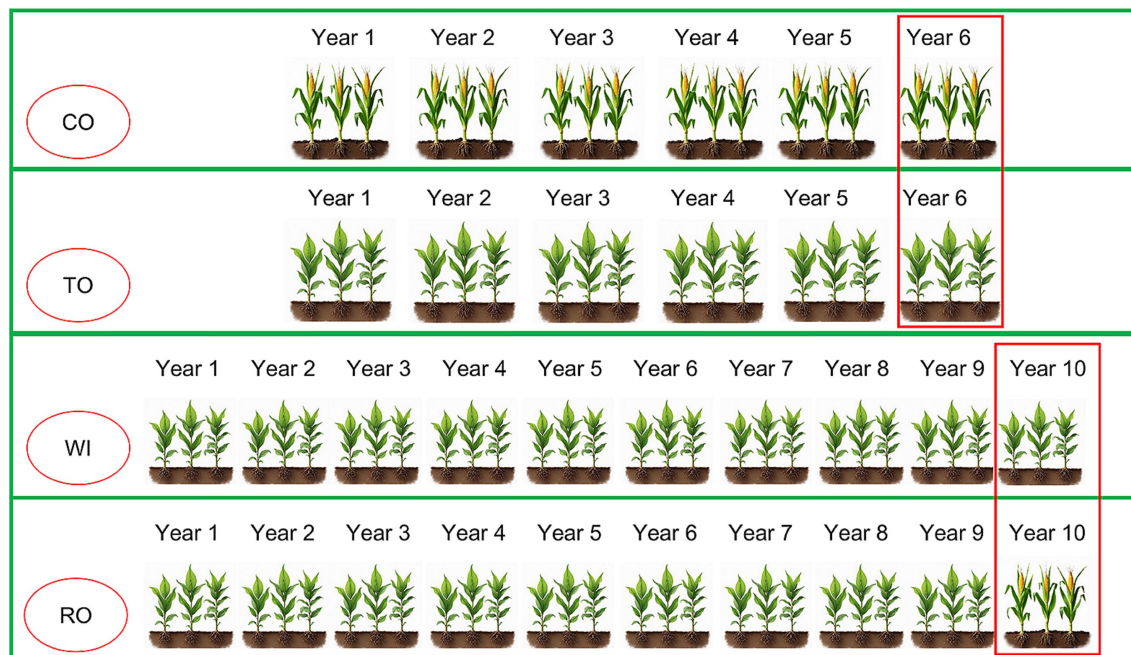 Year 1 Year 2 Year 3 Year 4 Year 5 Year 6
CO
Year 1 Year 2 Year 3 Year 4 Year 5 Year 6
TO
Year 1 Year 2 Year 3 Year 4 Year 5 Year 6 Year 7 Year 8 Year 9 Year 10
WI
Year 1 Year 2 Year 3 Year 4 Year 5 Year 6 Year 7 Year 8 Year 9 Year 10
RO